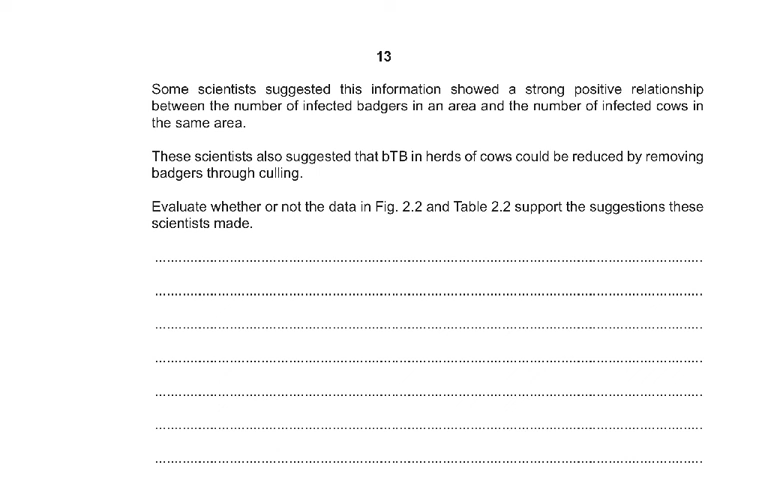 13
Some scientists suggested this information showed a strong positive relationship
between the number of infected badgers in an area and the number of infected cows in
the same area.
These scientists also suggested that bTB in herds of cows could be reduced by removing
badgers through culling.
Evaluate whether or not the data in Fig. 2.2 and Table 2.2 support the suggestions these
scientists made.